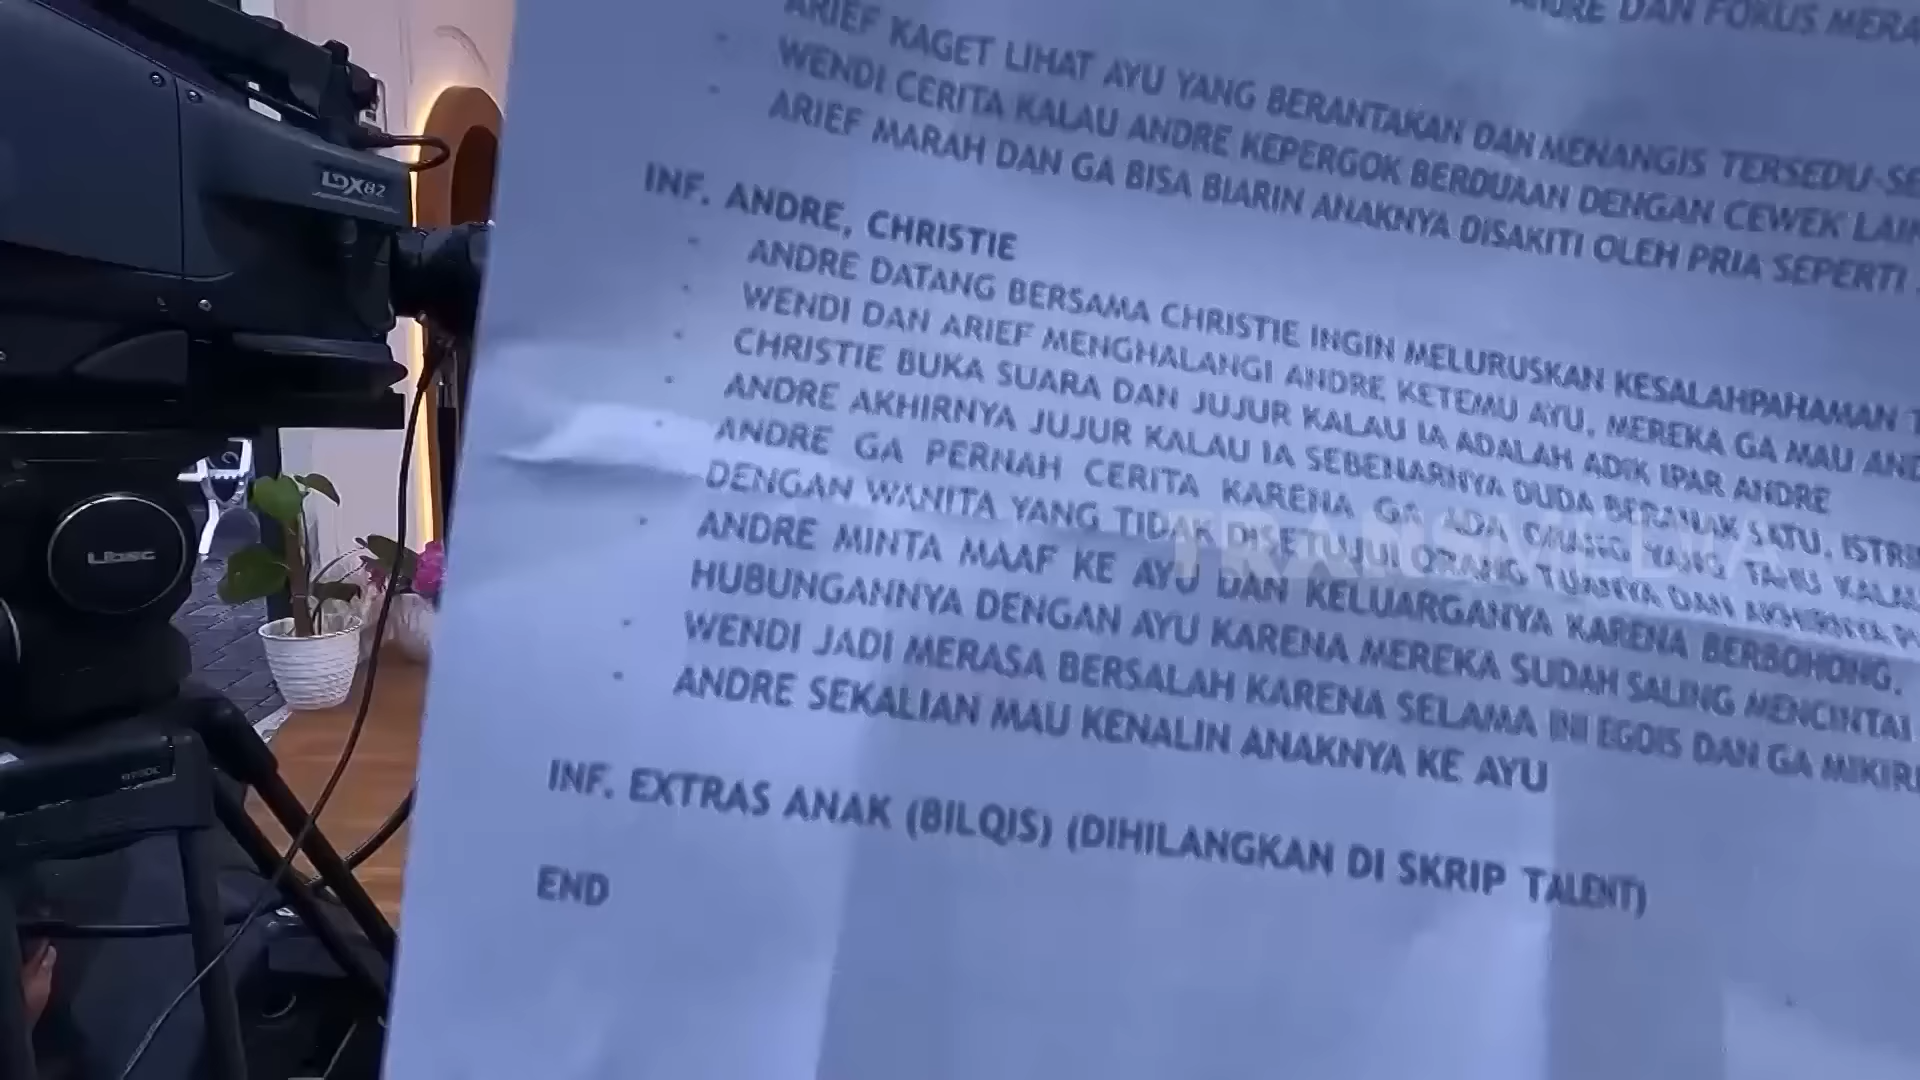 ANDRE DAN FOKUS MERA
ARIEF KAGET LIHAT AYU YANG BERANTAKAN DAN MENANGIS TERSEDU-SE
WENDI CERITA KALAU ANDRE KEPERGOK BERDUAAN DENGAN CEWEK LAIN
ARIEF MARAH DAN GA BISA BIARIN ANAKNYA DISAKITI OLEH PRIA SEPERTI
INF. ANDRE, CHRISTIE
ANDRE DATANG BERSAMA CHRISTIE INGIN MELURUSKAN KESALAHPAHAMAN T
WENDI DAN ARIEF MENGHALANGI ANDRE KETEMU AYU, MEREKA GA MAU AND
CHRISTIE BUKA SUARA DAN JUJUR KALAU IA ADALAH ADIK IPAR ANDRE
ANDRE AKHIRNYA JUJUR KALAU IA SEBENARNYA DUDA BERANAK SATU, ISTRI
ANDRE GA PERNAH CERITA KARENA GA ADA ORANG YANG TAHU KALAU
DENGAN WANITA YANG TIDAK DISETUJUI ORANG TUANYA DAN AKHIRNYA
ANDRE MINTA MAAF KE AYU DAN KELUARGANYA KARENA BERBOHONG.
HUBUNGANNYA DENGAN AYU KARENA MEREKA SUDAH SALING MENCINTAI
WENDI JADI MERASA BERSALAH KARENA SELAMA INI EGOIS DAN GA MIKIRI
ANDRE SEKALIAN MAU KENALIN ANAKNYA KE AYU
INF. EXTRAS ANAK (BILQIS) (DIHILANGKAN DI SKRIP TALENT)
END
LDX82
Libec
TRANSMEDIA